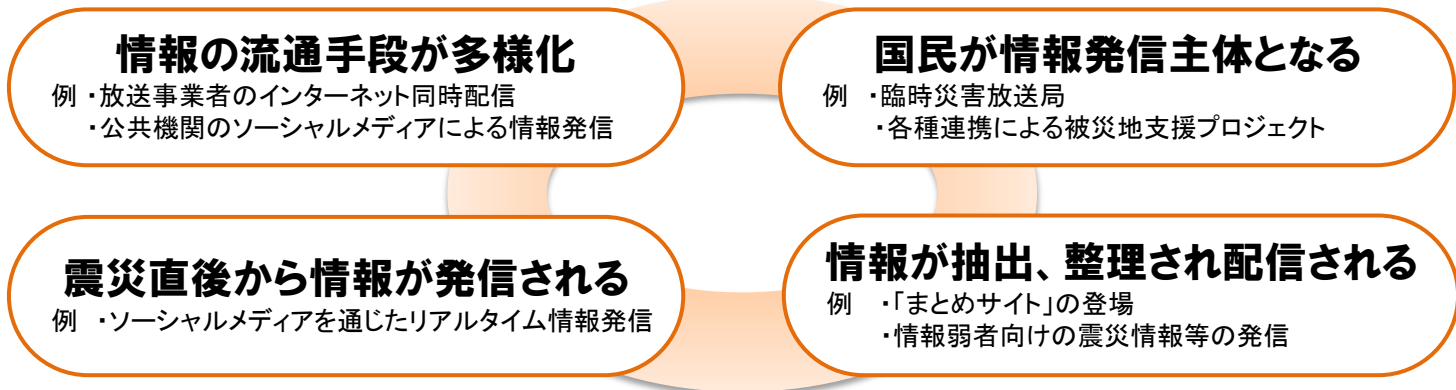 情報の流通手段が多様化
例 ・放送事業者のインターネット同時配信
・公共機関のソーシャルメディアによる情報発信
国民が情報発信主体となる
例 ・臨時災害放送局
・各種連携による被災地支援プロジェクト
震災直後から情報が発信される
例 ・ソーシャルメディアを通じたリアルタイム情報発信
情報が抽出、整理され配信される
例 ・「まとめサイト」の登場
・情報弱者向けの震災情報等の発信